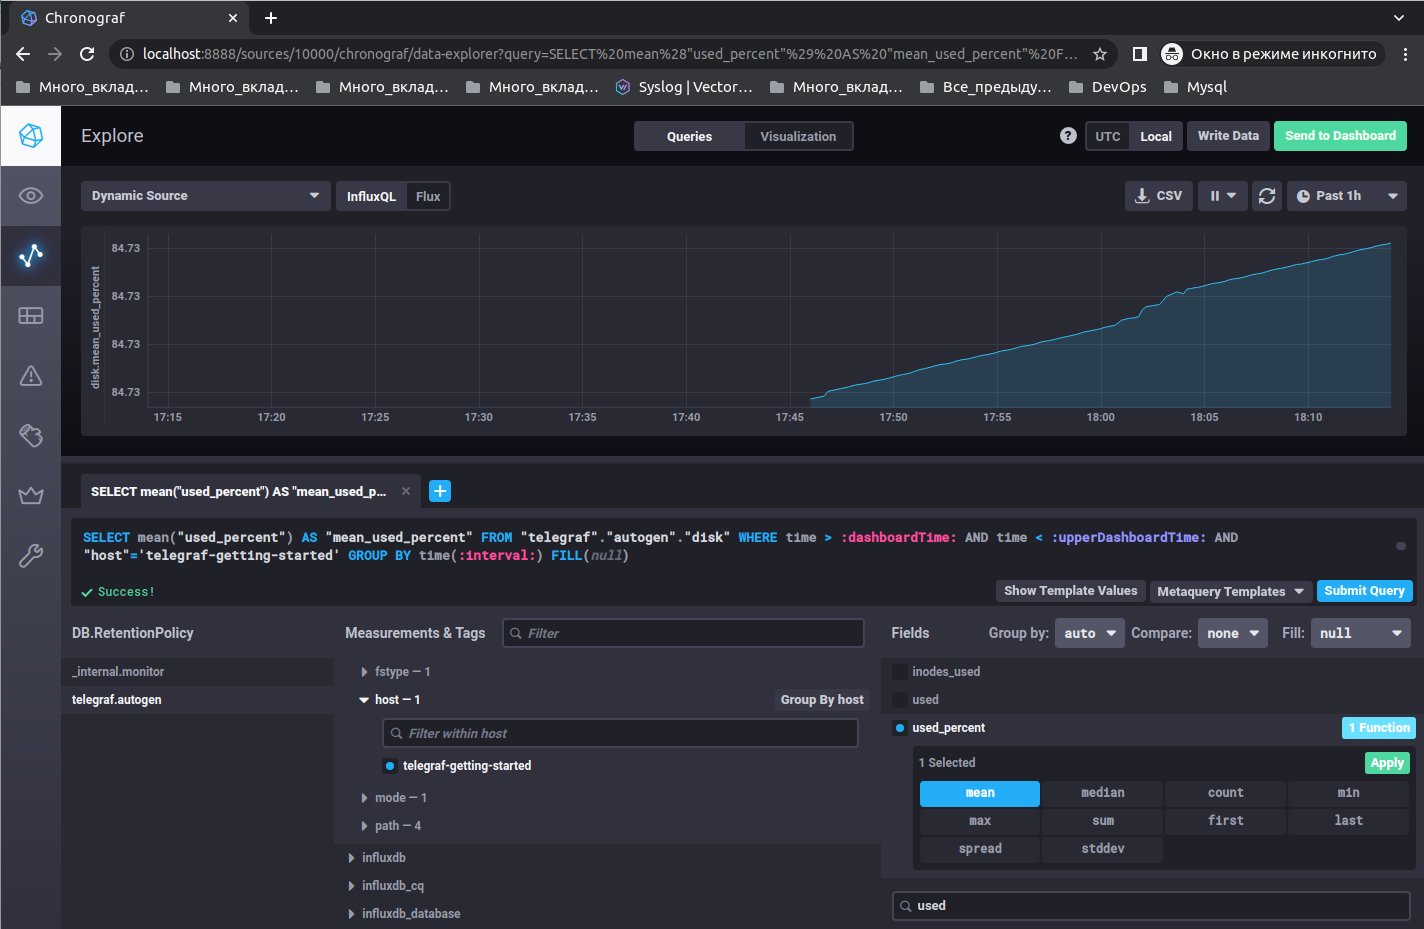 Chronograf
localhost:8888/sources/10000/chronograf/data-explorer?query=SELECT%20mean%28"used_percent"%29%20AS%20"mean_used_percent"%20F...
Окно в режиме инкогнито
Много_вклад...
Много_вклад...
Много_вклад...
Много_вклад...
Syslog | Vector...
Много_вклад...
Все_предыду...
DevOps
Mysql
Explore
Queries
Visualization
?
UTC
Local
Write Data
Send to Dashboard
Dynamic Source
InfluxQL
Flux
CSV
Past 1h
disk.mean_used_percent
84.73
84.73
84.73
84.73
17:15
17:20
17:25
17:30
17:35
17:40
17:45
17:50
17:55
18:00
18:05
18:10
SELECT mean("used_percent") AS "mean_used_p...
SELECT mean("used_percent") AS "mean_used_percent" FROM "telegraf"."autogen"."disk" WHERE time > :dashboardTime: AND time < :upperDashboardTime: AND
"host"='telegraf-getting-started' GROUP BY time(:interval:) FILL(null)
Success!
Show Template Values
Metaquery Templates
Submit Query
DB.RetentionPolicy
_internal.monitor
telegraf.autogen
Measurements & Tags
Filter
fstype — 1
host — 1
Group By host
Filter within host
telegraf-getting-started
mode — 1
path — 4
influxdb
influxdb_cq
influxdb_database
Fields
Group by:
auto
Compare:
none
Fill:
null
inodes_used
used
used_percent
1 Function
1 Selected
Apply
mean
median
count
min
max
sum
first
last
spread
stddev
used